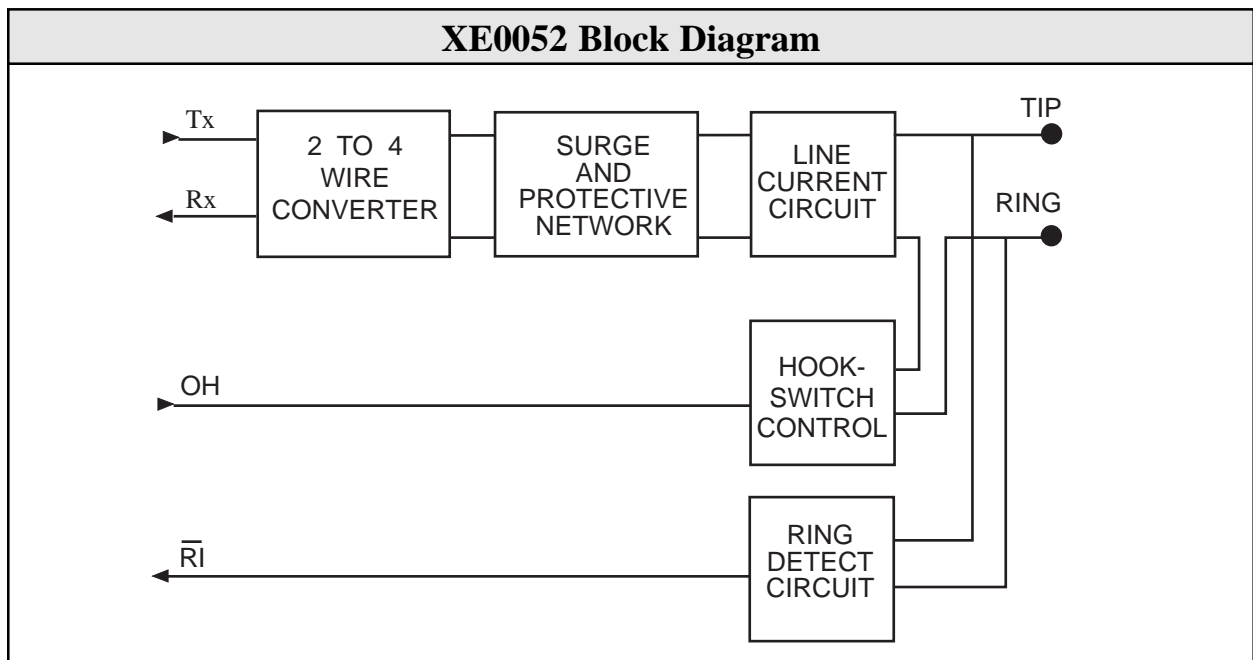 XE0052 Block Diagram
Tx
Rx
2 TO 4
WIRE
CONVERTER
SURGE
AND
PROTECTIVE
NETWORK
LINE
CURRENT
CIRCUIT
TIP
RING
OH
HOOK-
SWITCH
CONTROL
R̅I
RING
DETECT
CIRCUIT